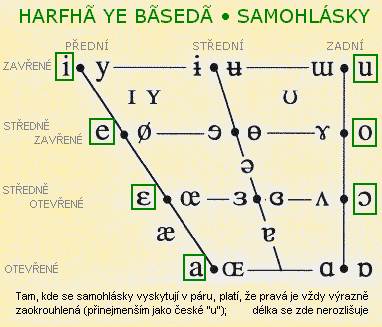 HARFHÃ YE BÃSEDÃ • SAMOHLÁSKY
PŘEDNÍ STŘEDNÍ ZADNÍ
ZAVŘENÉ i y ɨ ʉ ɯ u
ɪ ʏ ʊ
STŘEDNĚ ZAVŘENÉ e ø ɘ ɵ ɤ o
ə
STŘEDNĚ OTEVŘENÉ ɛ œ ɜ ɞ ʌ ɔ
æ ɐ
OTEVŘENÉ a ɶ ɑ ɒ
Tam, kde se samohlásky vyskytují v páru, platí, že pravá je vždy výrazně
zaokrouhlená (přinejmenším jako české "u"); délka se zde nerozlišuje